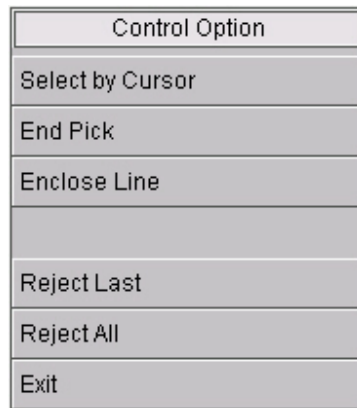 Control Option
Select by Cursor
End Pick
Enclose Line
Reject Last
Reject All
Exit